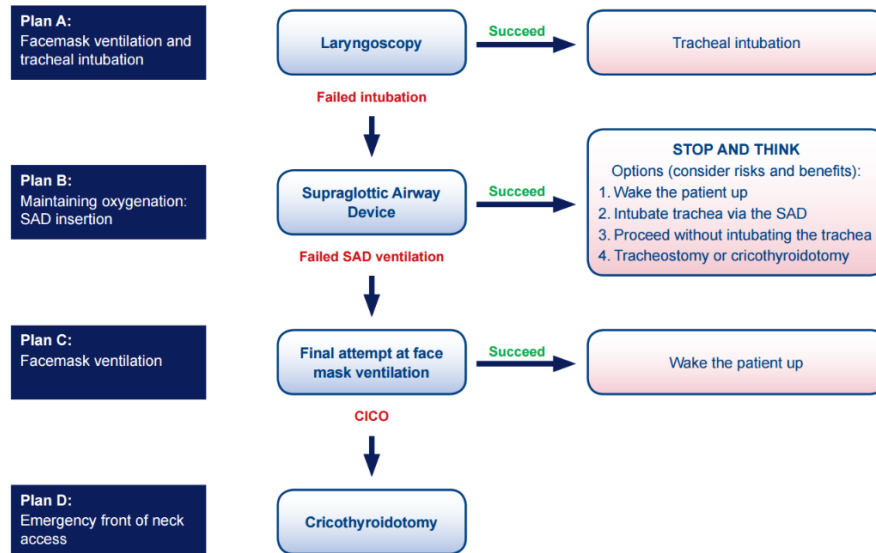 Plan A:
Facemask ventilation and
tracheal intubation
Laryngoscopy
Succeed
Tracheal intubation
Failed intubation
Plan B:
Maintaining oxygenation:
SAD insertion
Supraglottic Airway
Device
Succeed
STOP AND THINK
Options (consider risks and benefits):
1. Wake the patient up
2. Intubate trachea via the SAD
3. Proceed without intubating the trachea
4. Tracheostomy or cricothyroidotomy
Failed SAD ventilation
Plan C:
Facemask ventilation
Final attempt at face
mask ventilation
Succeed
Wake the patient up
CICO
Plan D:
Emergency front of neck
access
Cricothyroidotomy